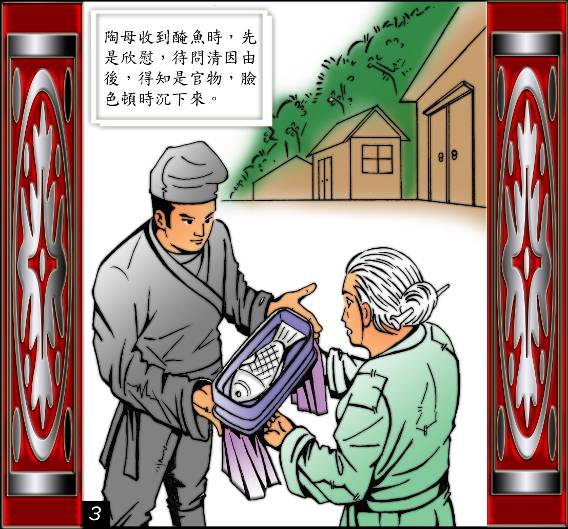 陶母收到醃魚時，先
是欣慰，待問清因由
後，得知是官物，臉
色頓時沉下來。
3